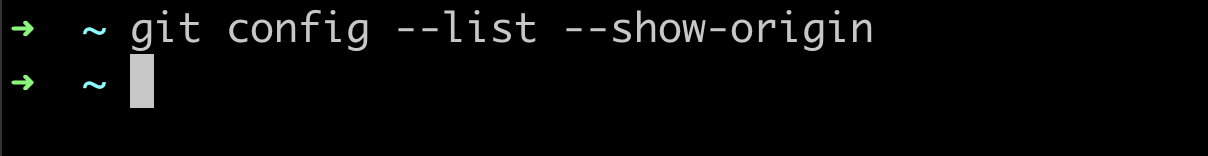 ➜ ~ git config --list --show-origin
➜ ~